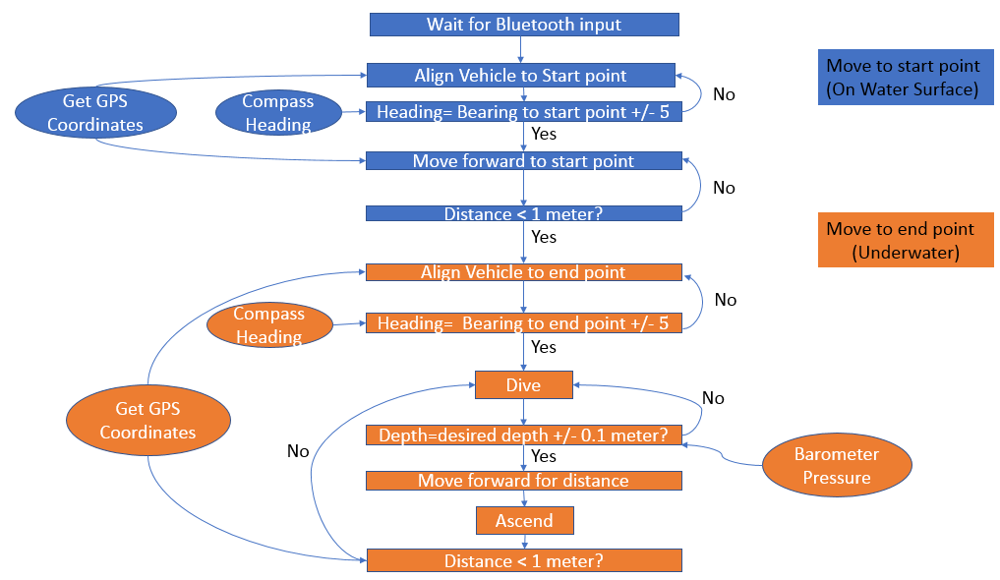 Wait for Bluetooth input
Align Vehicle to Start point
Move to start point
(On Water Surface)
No
Get GPS
Coordinates
Compass
Heading
Heading= Bearing to start point +/- 5
Yes
Move forward to start point
No
Distance < 1 meter?
Yes
Move to end point
(Underwater)
Align Vehicle to end point
No
Compass
Heading
Heading=  Bearing to end point +/- 5
Yes
Dive
No
Get GPS
Coordinates
Depth=desired depth +/- 0.1 meter?
No
Yes
Barometer
Pressure
Move forward for distance
Ascend
Distance < 1 meter?